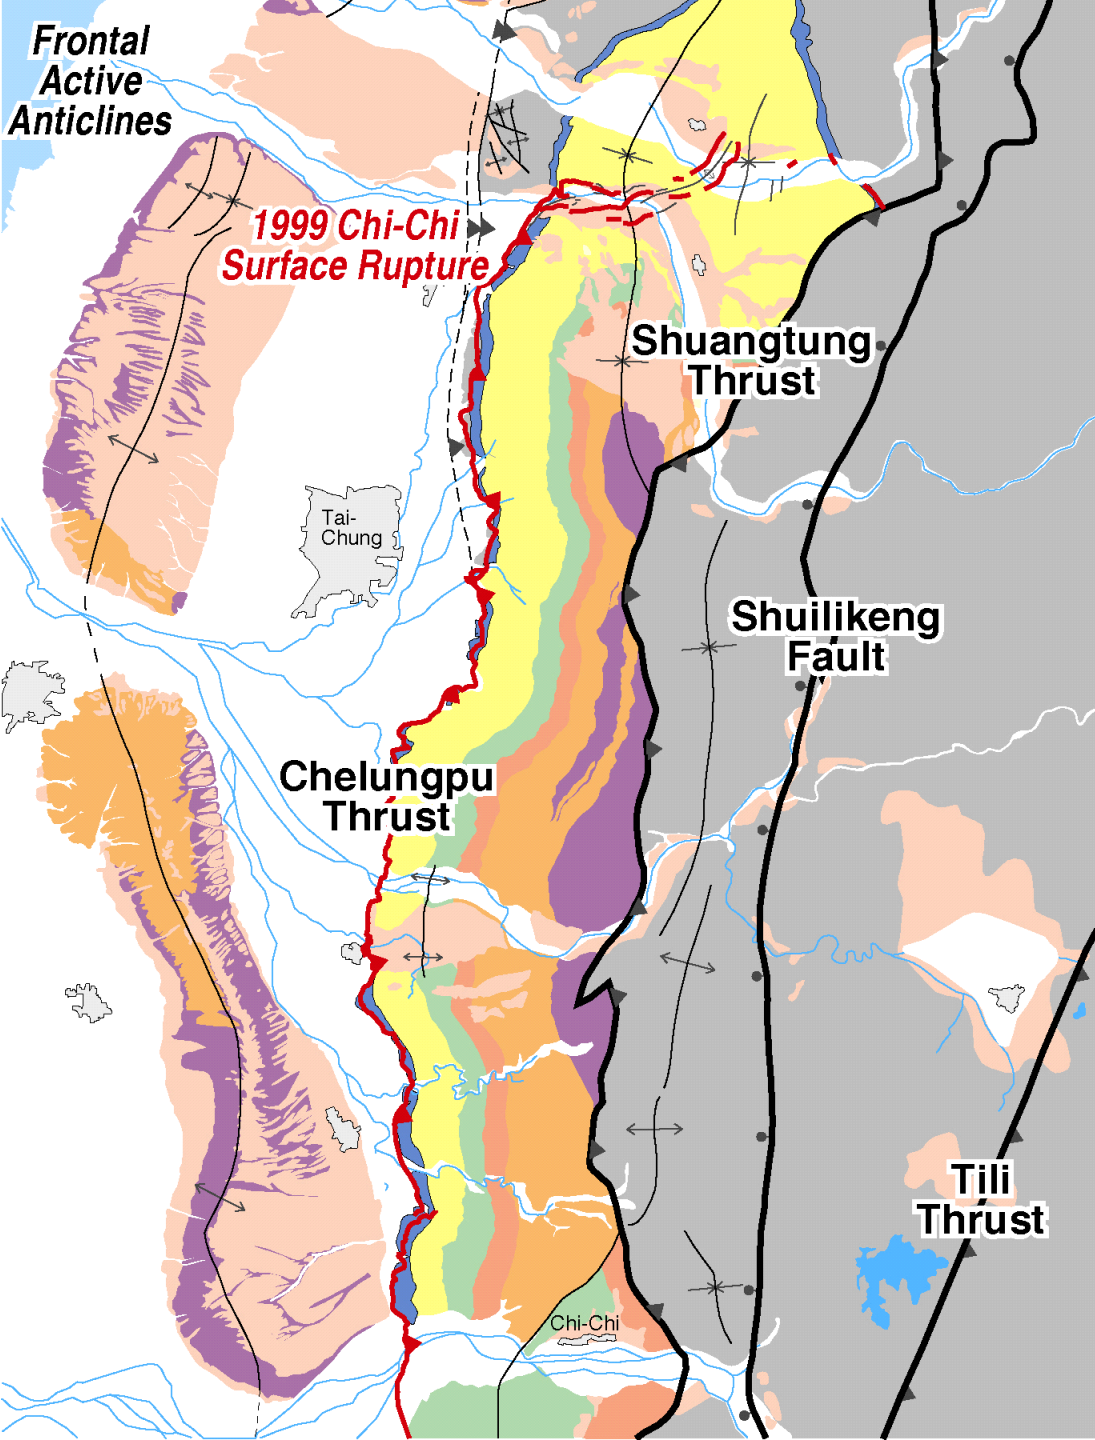 Frontal
Active
Anticlines
1999 Chi-Chi
Surface Rupture
Shuangtung
Thrust
Tai-
Chung
Shuilikeng
Fault
Chelungpu
Thrust
Tili
Thrust
Chi-Chi